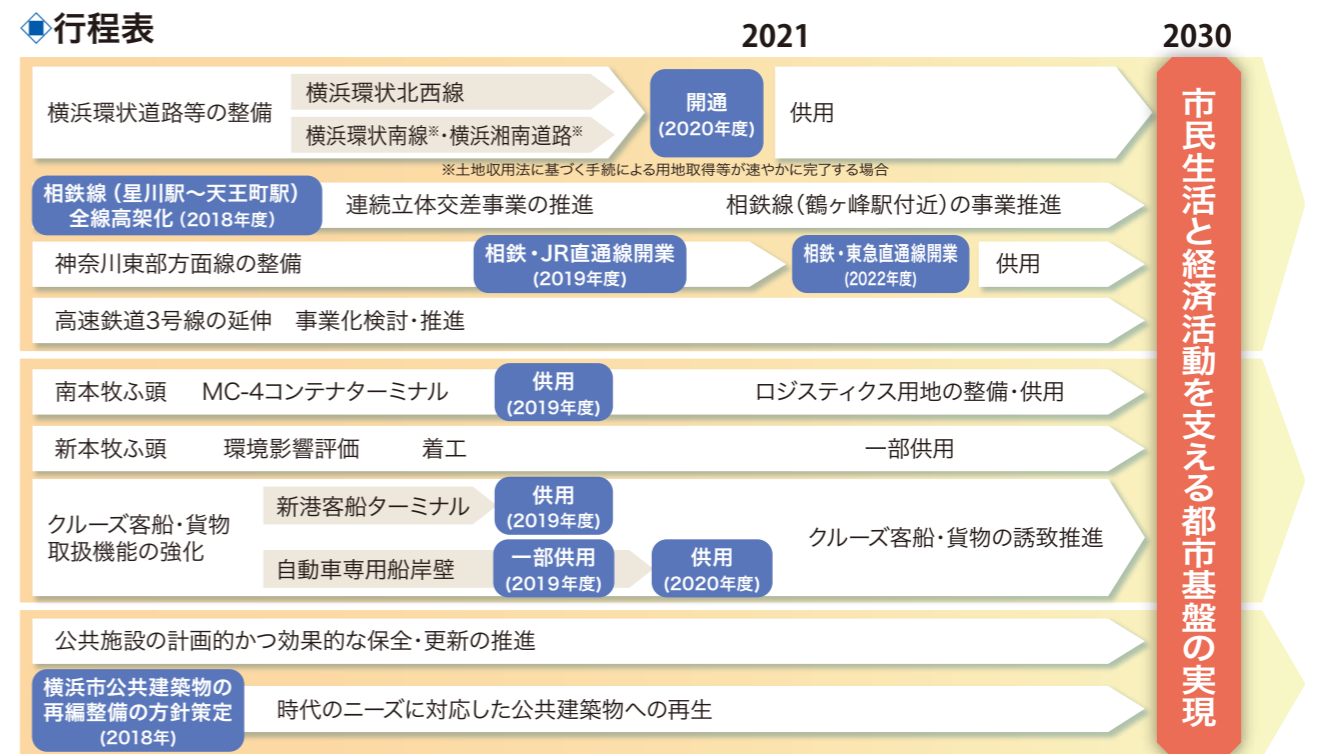 行程表
2021
2030
横浜環状道路等の整備
横浜環状北西線
横浜環状南線※・横浜湘南道路※
開通
(2020年度)
供用
※土地収用法に基づく手続による用地取得等が速やかに完了する場合
相鉄線（星川駅～天王町駅）
全線高架化（2018年度）
連続立体交差事業の推進
相鉄線（鶴ヶ峰駅付近）の事業推進
神奈川東部方面線の整備
相鉄・JR直通線開業
(2019年度)
相鉄・東急直通線開業
(2022年度)
供用
高速鉄道3号線の延伸　事業化検討・推進
南本牧ふ頭
MC-4コンテナターミナル
供用
(2019年度)
ロジスティクス用地の整備・供用
新本牧ふ頭
環境影響評価
着工
一部供用
クルーズ客船・貨物
取扱機能の強化
新港客船ターミナル
供用
(2019年度)
自動車専用船岸壁
一部供用
(2019年度)
供用
(2020年度)
クルーズ客船・貨物の誘致推進
公共施設の計画的かつ効果的な保全・更新の推進
横浜市公共建築物の
再編整備の方針策定
(2018年)
時代のニーズに対応した公共建築物への再生
市民生活と経済活動を支える都市基盤の実現